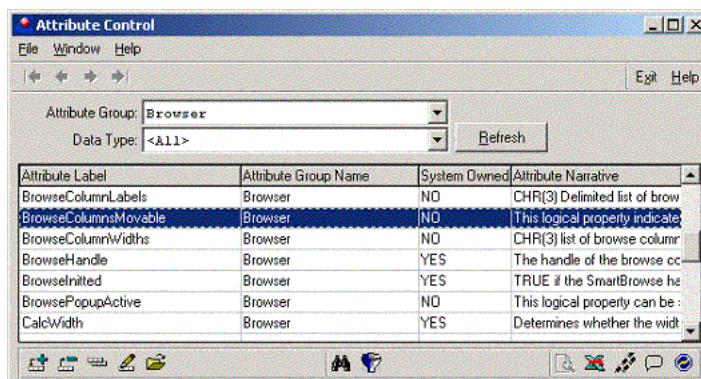 Attribute Control
File Window Help
Exit Help
Attribute Group: Browser
Data Type: <All> Refresh
Attribute Label Attribute Group Name System Owned Attribute Narrative
BrowseColumnLabels Browser NO CHR(3) Delimited list of brow
BrowseColumnsMovable Browser NO This logical property indicate
BrowseColumnWidths Browser NO CHR(3) list of browse column
BrowseHandle Browser YES The handle of the browse cc
BrowseInitted Browser YES TRUE if the SmartBrowse ha
BrowsePopupActive Browser NO This logical property can be :
CalcWidth Browser YES Determines whether the widt